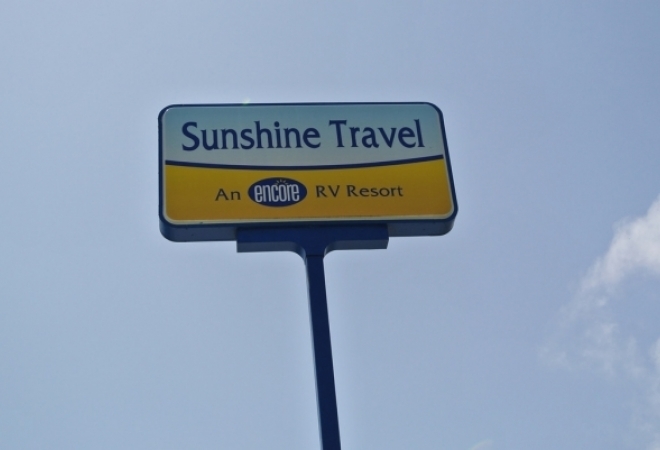 Sunshine Travel
An encore RV Resort